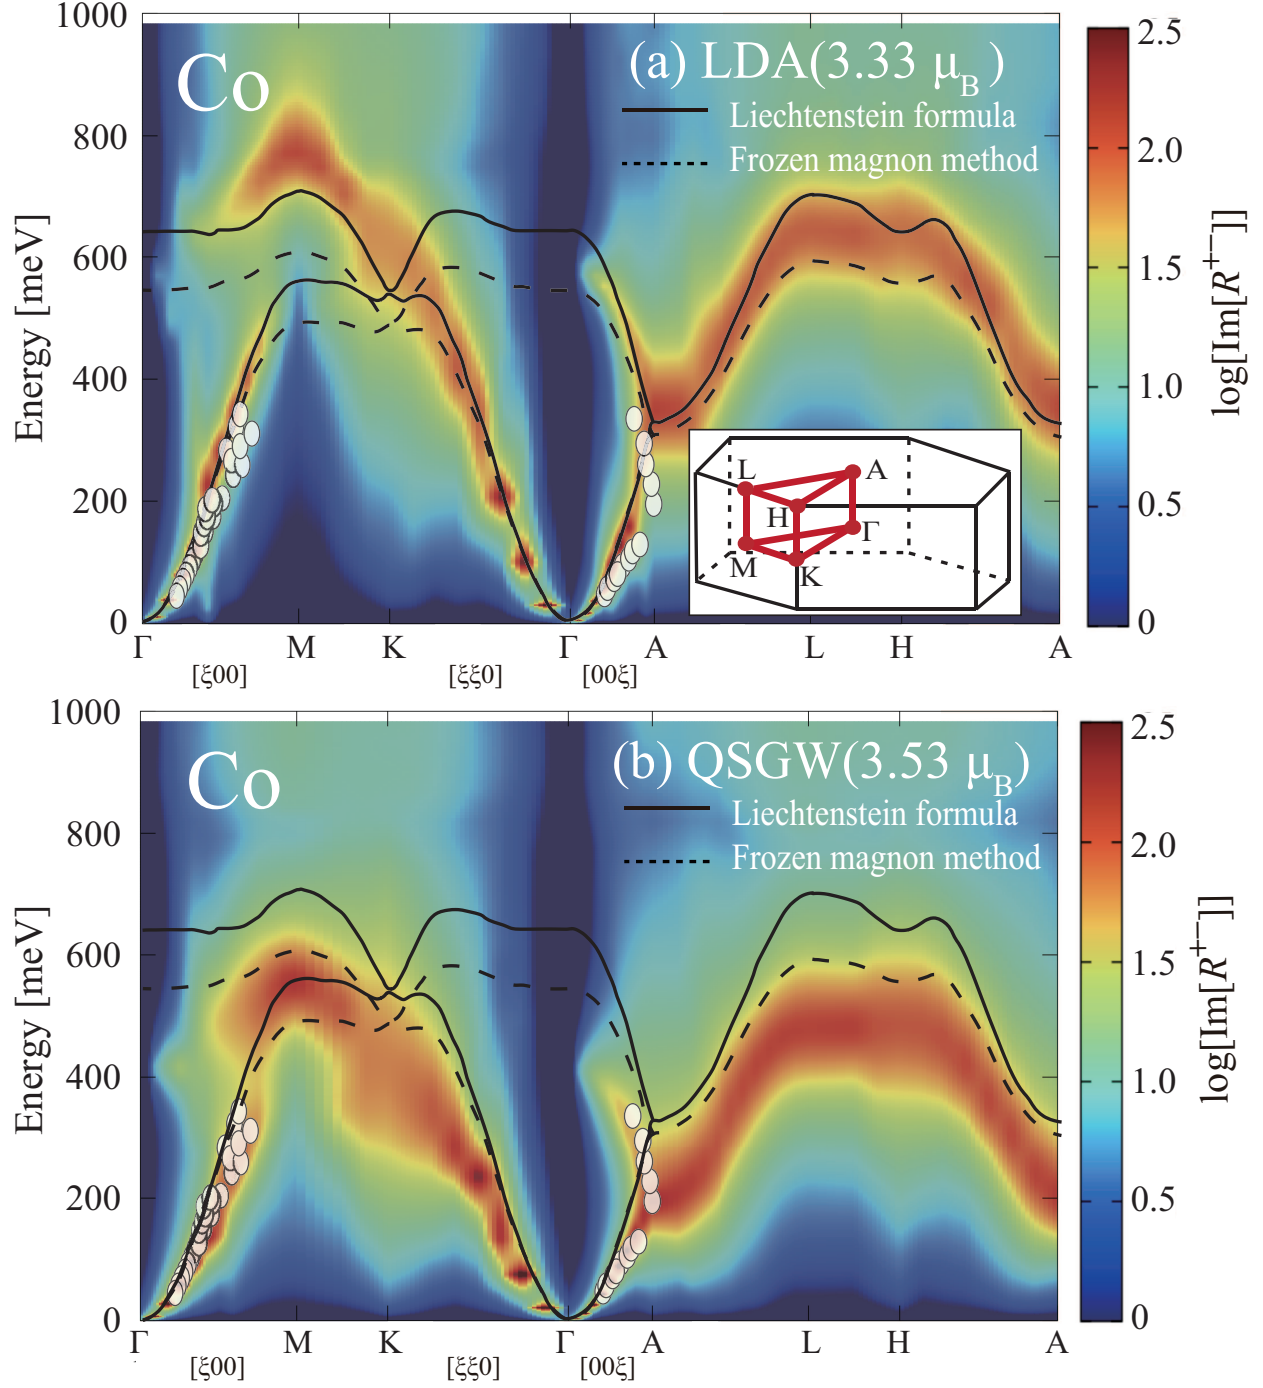 1000
Co
(a) LDA(3.33 μB)
Liechtenstein formula
Frozen magnon method
800
600
400
200
0
Energy [meV]
2.5
2.0
1.5
1.0
0.5
0
log[Im[R+−]]
L
A
H
Γ
M
K
Γ M K Γ A L H A
[ξ00] [ξξ0] [00ξ]
1000
Co
(b) QSGW(3.53 μB)
Liechtenstein formula
Frozen magnon method
800
600
400
200
0
Energy [meV]
2.5
2.0
1.5
1.0
0.5
0
log[Im[R+−]]
Γ M K Γ A L H A
[ξ00] [ξξ0] [00ξ]